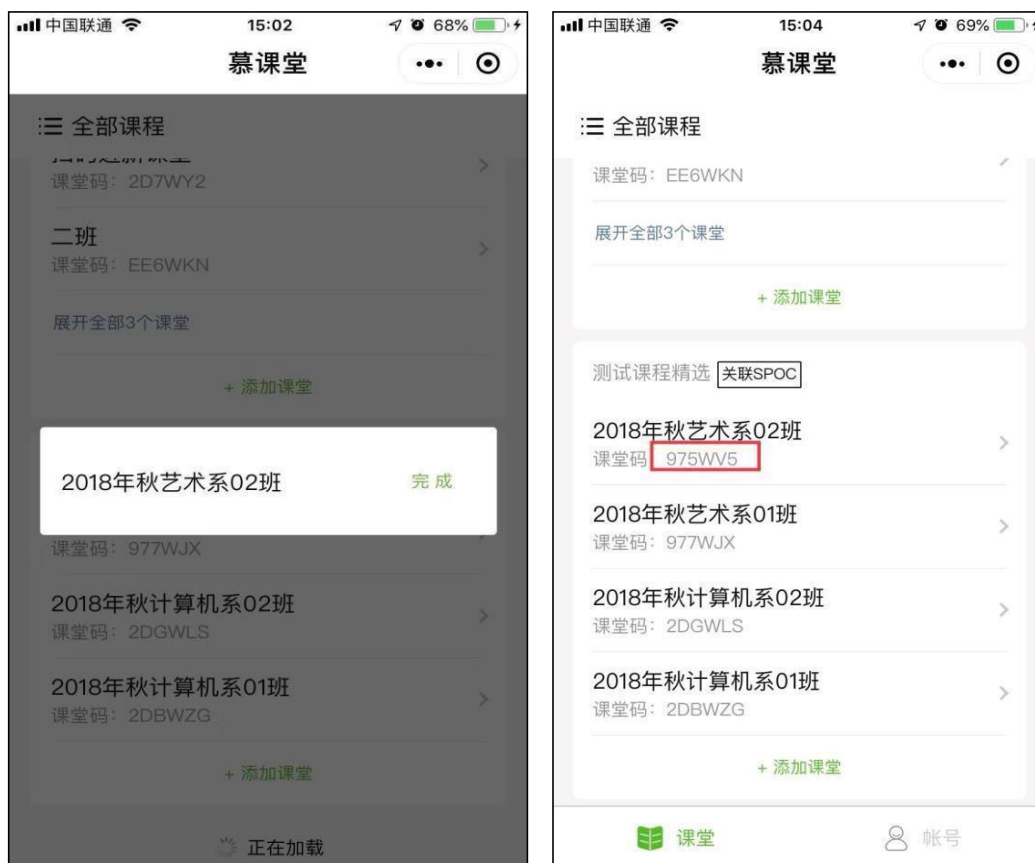 中国联通 15:02 68%
慕课堂
全部课程
扫码进新课堂
课堂码：2D7WY2
二班
课堂码：EE6WKN
展开全部3个课堂
+ 添加课堂
2018年秋艺术系02班 完成
课堂码：977WJX
2018年秋计算机系02班
课堂码：2DGWLS
2018年秋计算机系01班
课堂码：2DBWZG
+ 添加课堂
正在加载
中国联通 15:04 69%
慕课堂
全部课程
课堂码：EE6WKN
展开全部3个课堂
+ 添加课堂
测试课程精选 关联SPOC
2018年秋艺术系02班
课堂码 975WV5
2018年秋艺术系01班
课堂码：977WJX
2018年秋计算机系02班
课堂码：2DGWLS
2018年秋计算机系01班
课堂码：2DBWZG
+ 添加课堂
课堂 帐号